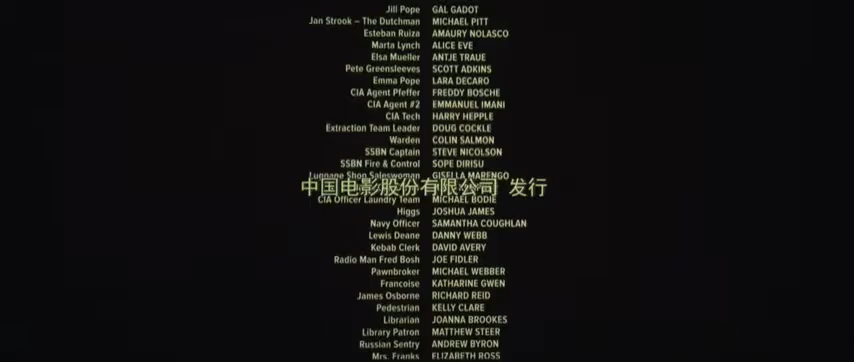 Jill Pope GAL GADOT
Jan Strook – The Dutchman MICHAEL PITT
Esteban Ruiza AMAURY NOLASCO
Marta Lynch ALICE EVE
Elsa Mueller ANTJE TRAUE
Pete Greensleeves SCOTT ADKINS
Emma Pope LARA DECARO
CIA Agent Pfeffer FREDDY BOSCHE
CIA Agent #2 EMMANUEL IMANI
CIA Tech HARRY HEPPLE
Extraction Team Leader DOUG COCKLE
Warden COLIN SALMON
SSBN Captain STEVE NICOLSON
SSBN Fire & Control SOPE DIRISU
Luggage Shop Saleswoman GISELLA MARENGO
中国电影股份有限公司 发行
CIA Officer Laundry Team MICHAEL BODIE
Higgs JOSHUA JAMES
Navy Officer SAMANTHA COUGHLAN
Lewis Deane DANNY WEBB
Kebab Clerk DAVID AVERY
Radio Man Fred Bosh JOE FIDLER
Pawnbroker MICHAEL WEBBER
Francoise KATHARINE GWEN
James Osborne RICHARD REID
Pedestrian KELLY CLARE
Librarian JOANNA BROOKES
Library Patron MATTHEW STEER
Russian Sentry ANDREW BYRON
Mrs. Franks ELIZABETH ROSS